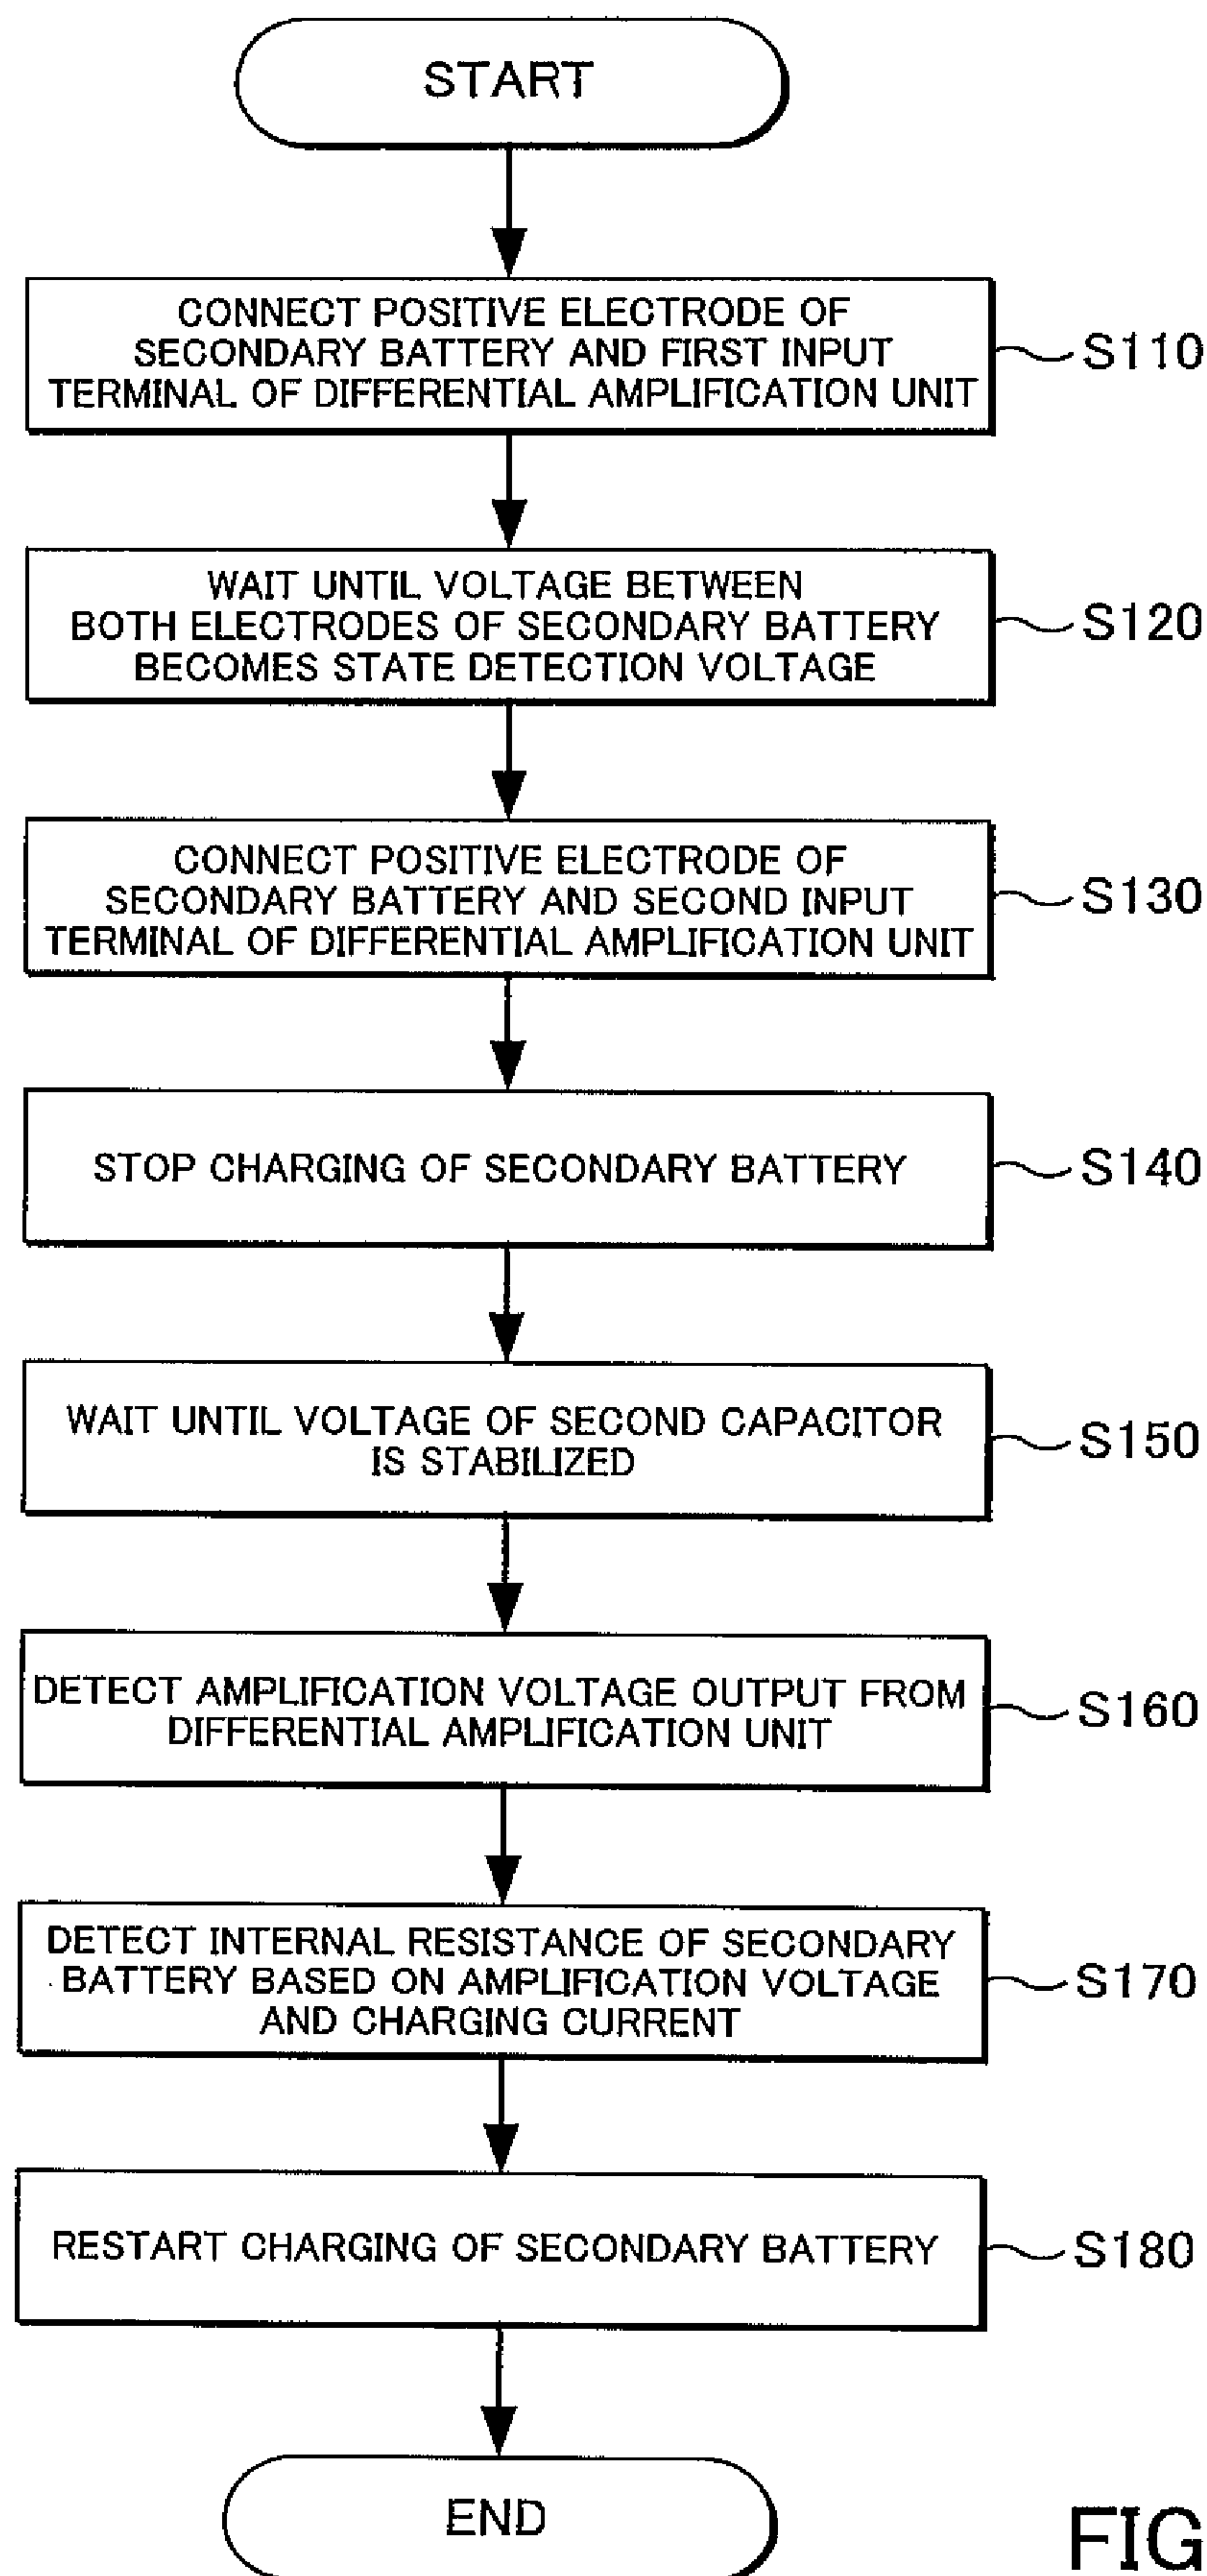 START
CONNECT POSITIVE ELECTRODE OF
SECONDARY BATTERY AND FIRST INPUT
TERMINAL OF DIFFERENTIAL AMPLIFICATION UNIT
S110
WAIT UNTIL VOLTAGE BETWEEN
BOTH ELECTRODES OF SECONDARY BATTERY
BECOMES STATE DETECTION VOLTAGE
S120
CONNECT POSITIVE ELECTRODE OF
SECONDARY BATTERY AND SECOND INPUT
TERMINAL OF DIFFERENTIAL AMPLIFICATION UNIT
S130
STOP CHARGING OF SECONDARY BATTERY
S140
WAIT UNTIL VOLTAGE OF SECOND CAPACITOR
IS STABILIZED
S150
DETECT AMPLIFICATION VOLTAGE OUTPUT FROM
DIFFERENTIAL AMPLIFICATION UNIT
S160
DETECT INTERNAL RESISTANCE OF SECONDARY
BATTERY BASED ON AMPLIFICATION VOLTAGE
AND CHARGING CURRENT
S170
RESTART CHARGING OF SECONDARY BATTERY
S180
END
FIG